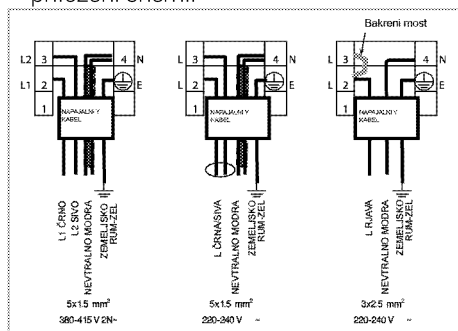 priloženi shemi.
Bakreni most
L2 3 4 N
L1 2 E
1
NAPAJALNI V KABEL
L 3 4 N
L 2 E
1
NAPAJALNI V KABEL
L 3 4 N
L 2 E
1
NAPAJALNI V KABEL
L1 ČRNO
L2 SIVO
NEVTRALNO MODRA
ZEMELJSKO RUM-ZEL
L ČRNA/SIVA
NEVTRALNO MODRA
ZEMELJSKO RUM-ZEL
L RJAVA
NEVTRALNO MODRA
ZEMELJSKO RUM-ZEL
5x1.5 mm² 5x1.5 mm² 3x2.5 mm²
380-415 V 2N~ 220-240 V ~ 220-240 V ~